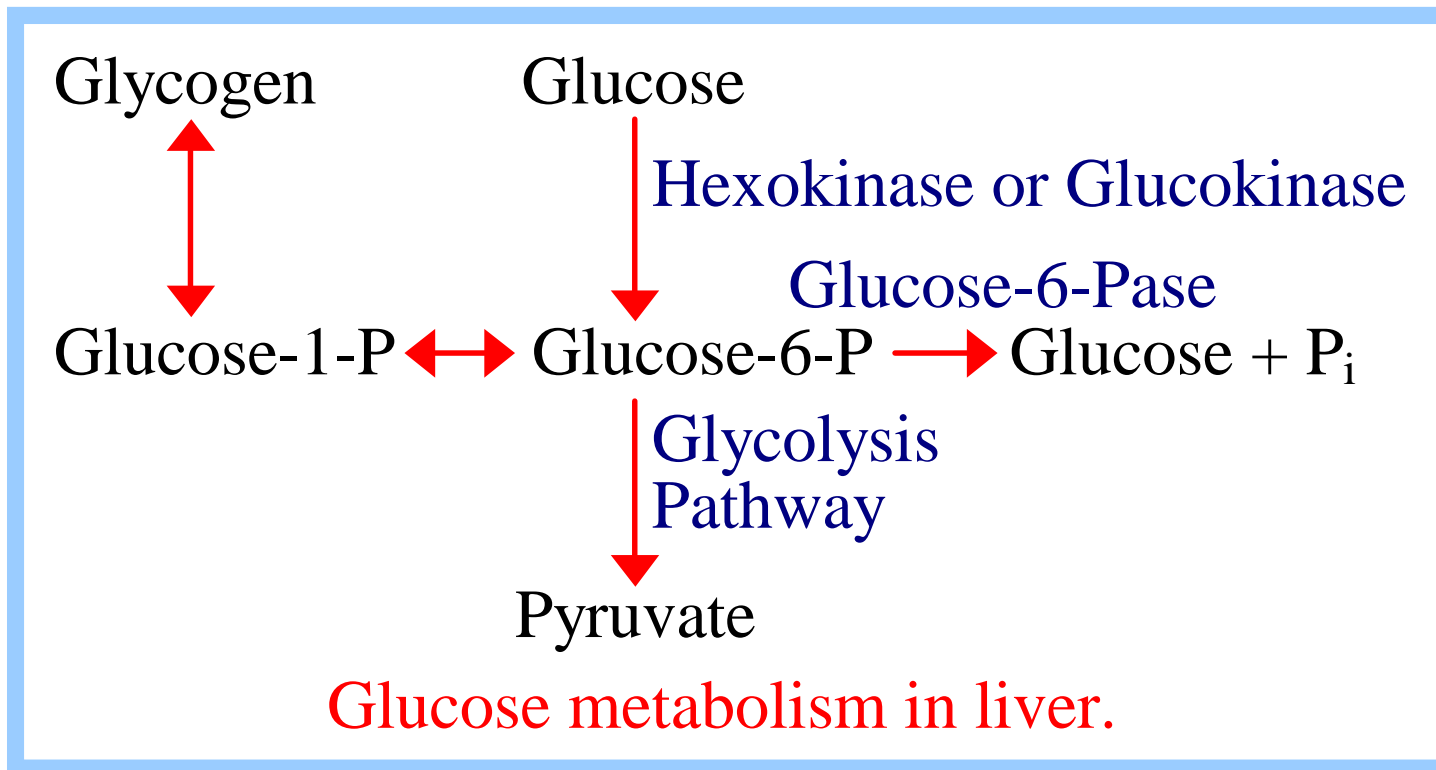 Glycogen Glucose
Hexokinase or Glucokinase
Glucose-6-Pase
Glucose-1-P Glucose-6-P Glucose + Pi
Glycolysis
Pathway
Pyruvate
Glucose metabolism in liver.